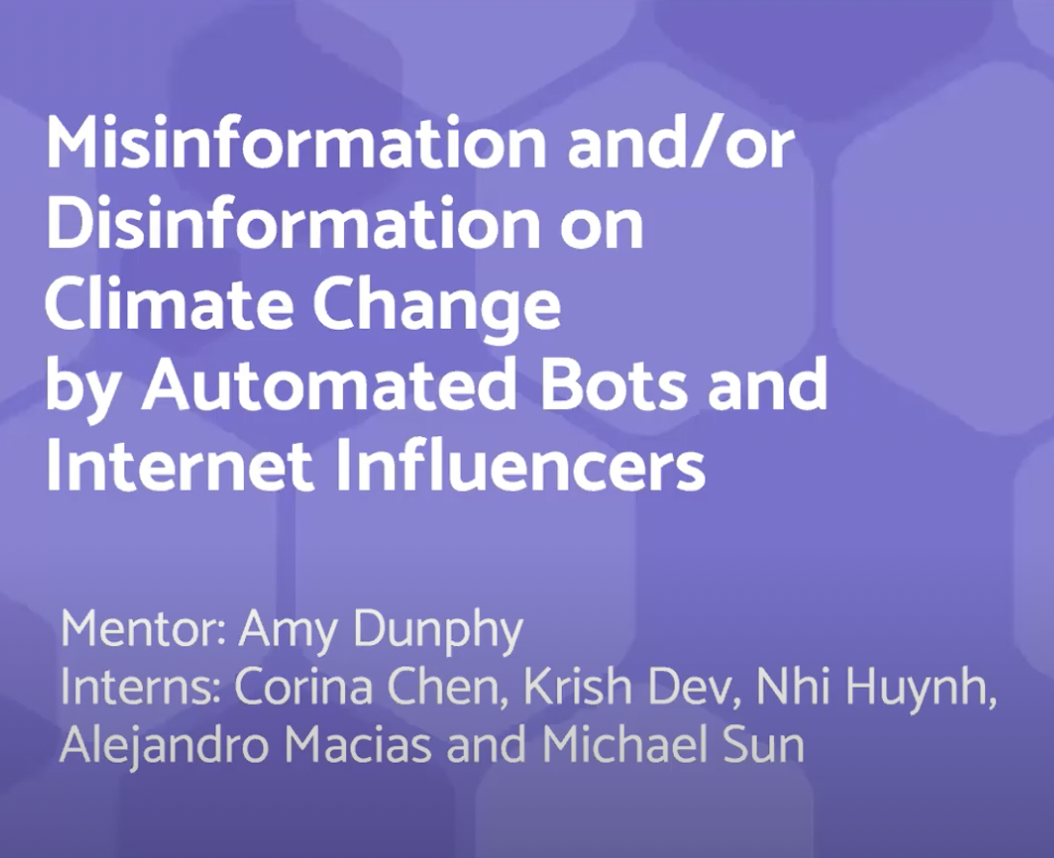 Misinformation and/or
Disinformation on
Climate Change
by Automated Bots and
Internet Influencers
Mentor: Amy Dunphy
Interns: Corina Chen, Krish Dev, Nhi Huynh,
Alejandro Macias and Michael Sun